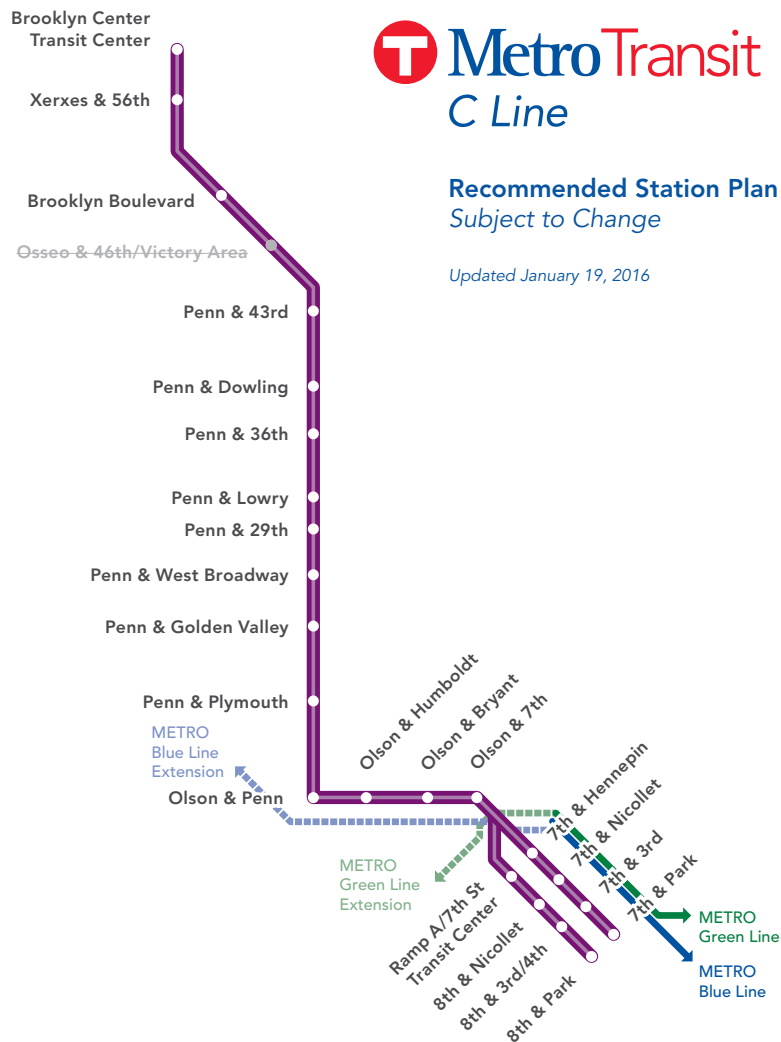 Brooklyn Center
Transit Center
T Metro Transit
C Line
Xerxes & 56th
Recommended Station Plan
Subject to Change
Brooklyn Boulevard
Osseo & 46th/Victory Area
Updated January 19, 2016
Penn & 43rd
Penn & Dowling
Penn & 36th
Penn & Lowry
Penn & 29th
Penn & West Broadway
Penn & Golden Valley
Penn & Plymouth
METRO
Blue Line
Extension
Olson & Penn
Olson & Humboldt
Olson & Bryant
Olson & 7th
7th & Hennepin
7th & Nicollet
7th & 3rd
7th & Park
METRO
Green Line
Extension
Ramp A/7th St
Transit Center
8th & Nicollet
8th & 3rd/4th
8th & Park
METRO
Green Line
METRO
Blue Line